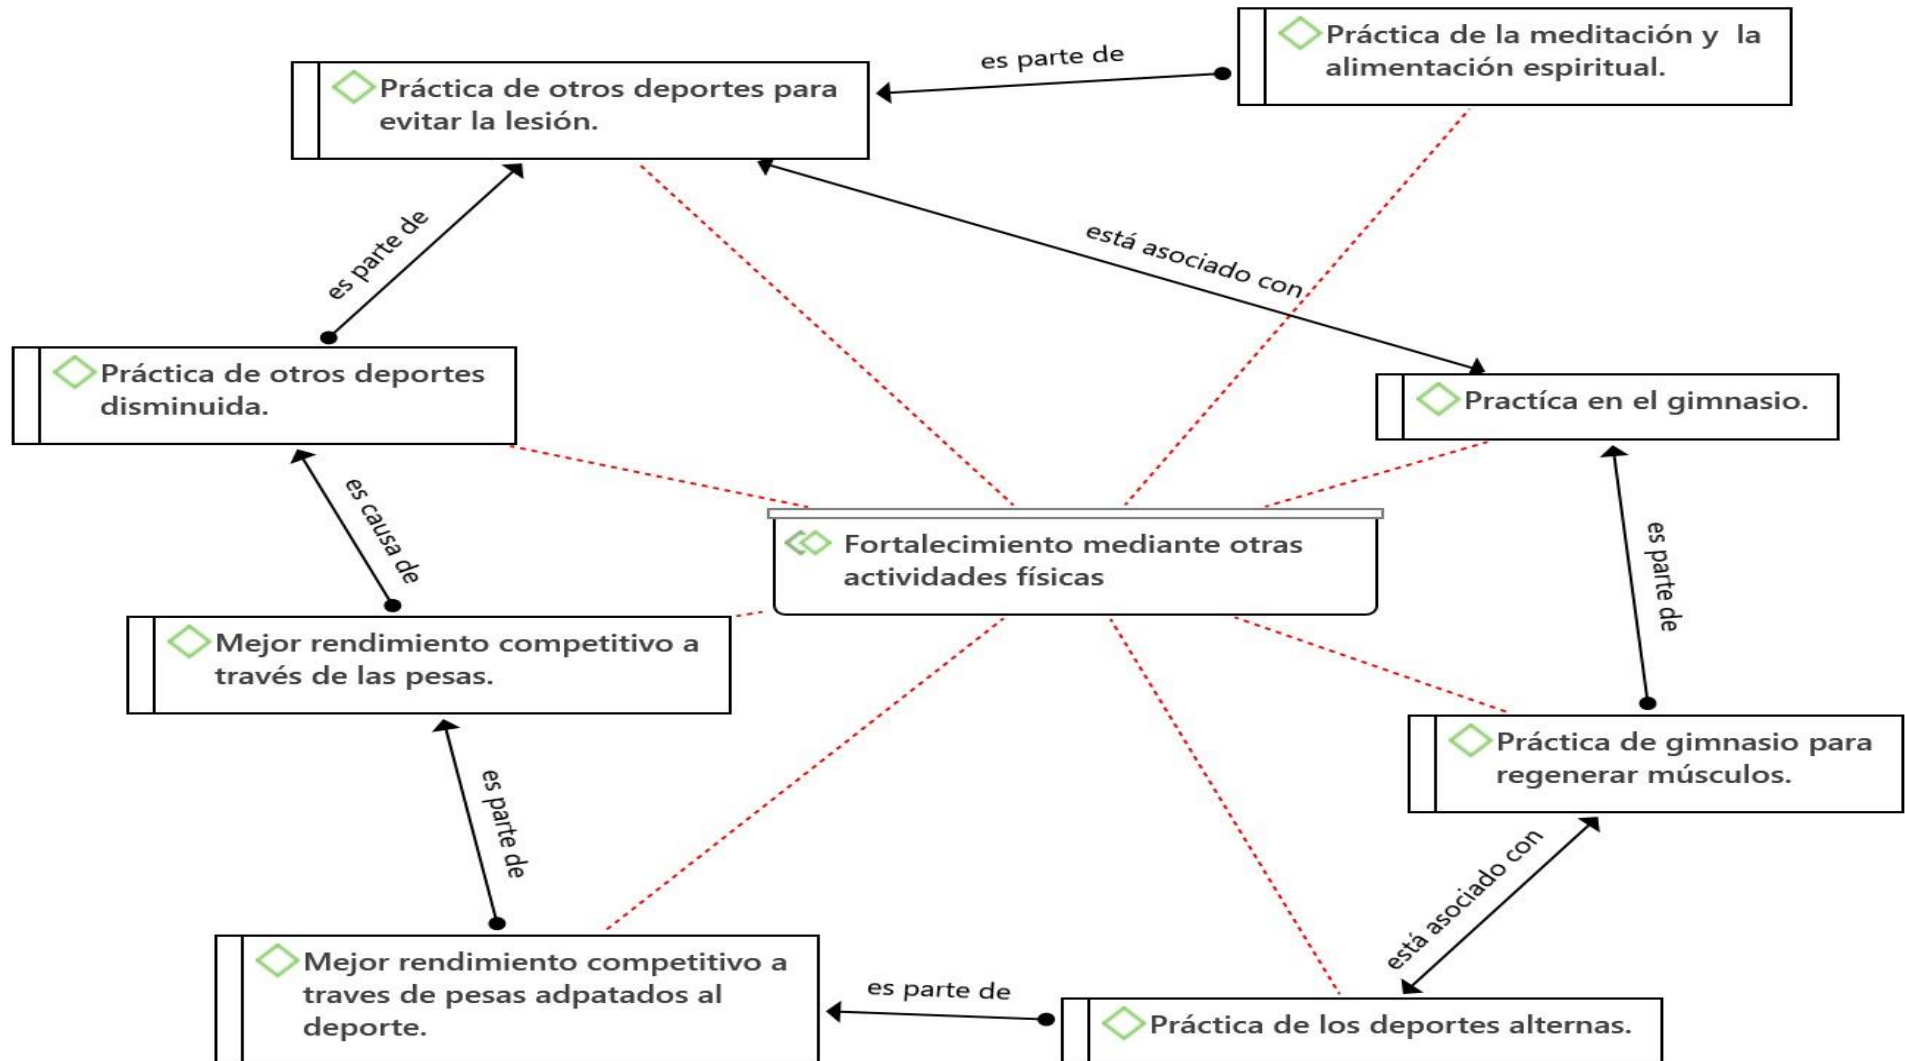 Práctica de la meditación y la
alimentación espiritual.
es parte de
Práctica de otros deportes para
evitar la lesión.
está asociado con
es parte de
Práctica de otros deportes
disminuida.
Practíca en el gimnasio.
es causa de
Fortalecimiento mediante otras
actividades físicas
es parte de
Mejor rendimiento competitivo a
través de las pesas.
Práctica de gimnasio para
regenerar músculos.
es parte de
está asociado con
Mejor rendimiento competitivo a
traves de pesas adpatados al
deporte.
es parte de
Práctica de los deportes alternas.